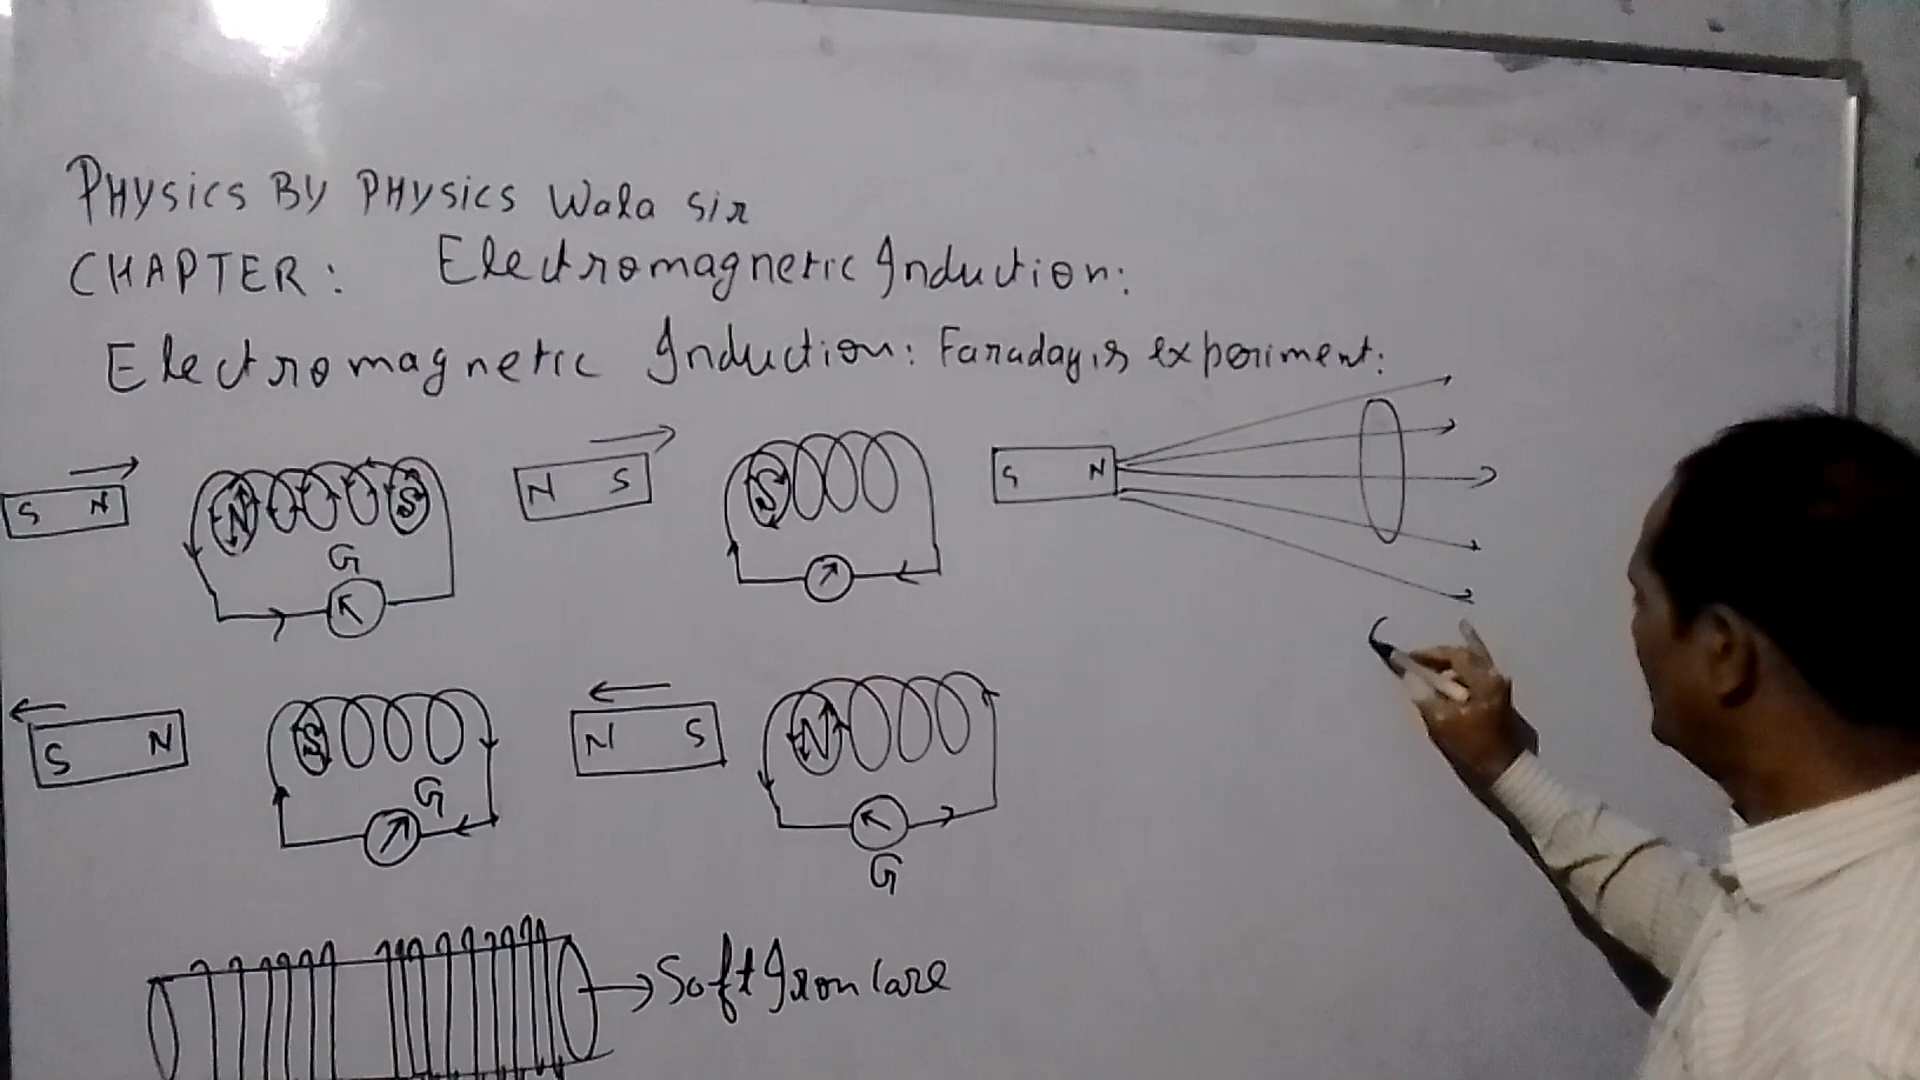 PHYSICS BY PHYSICS Wala sir
CHAPTER: Electromagnetic Induction:
Electromagnetic Induction: Faraday's experiment:
S N
N S
G
N S
S
S N
S N
S
G
N S
N
G
Soft Iron Core